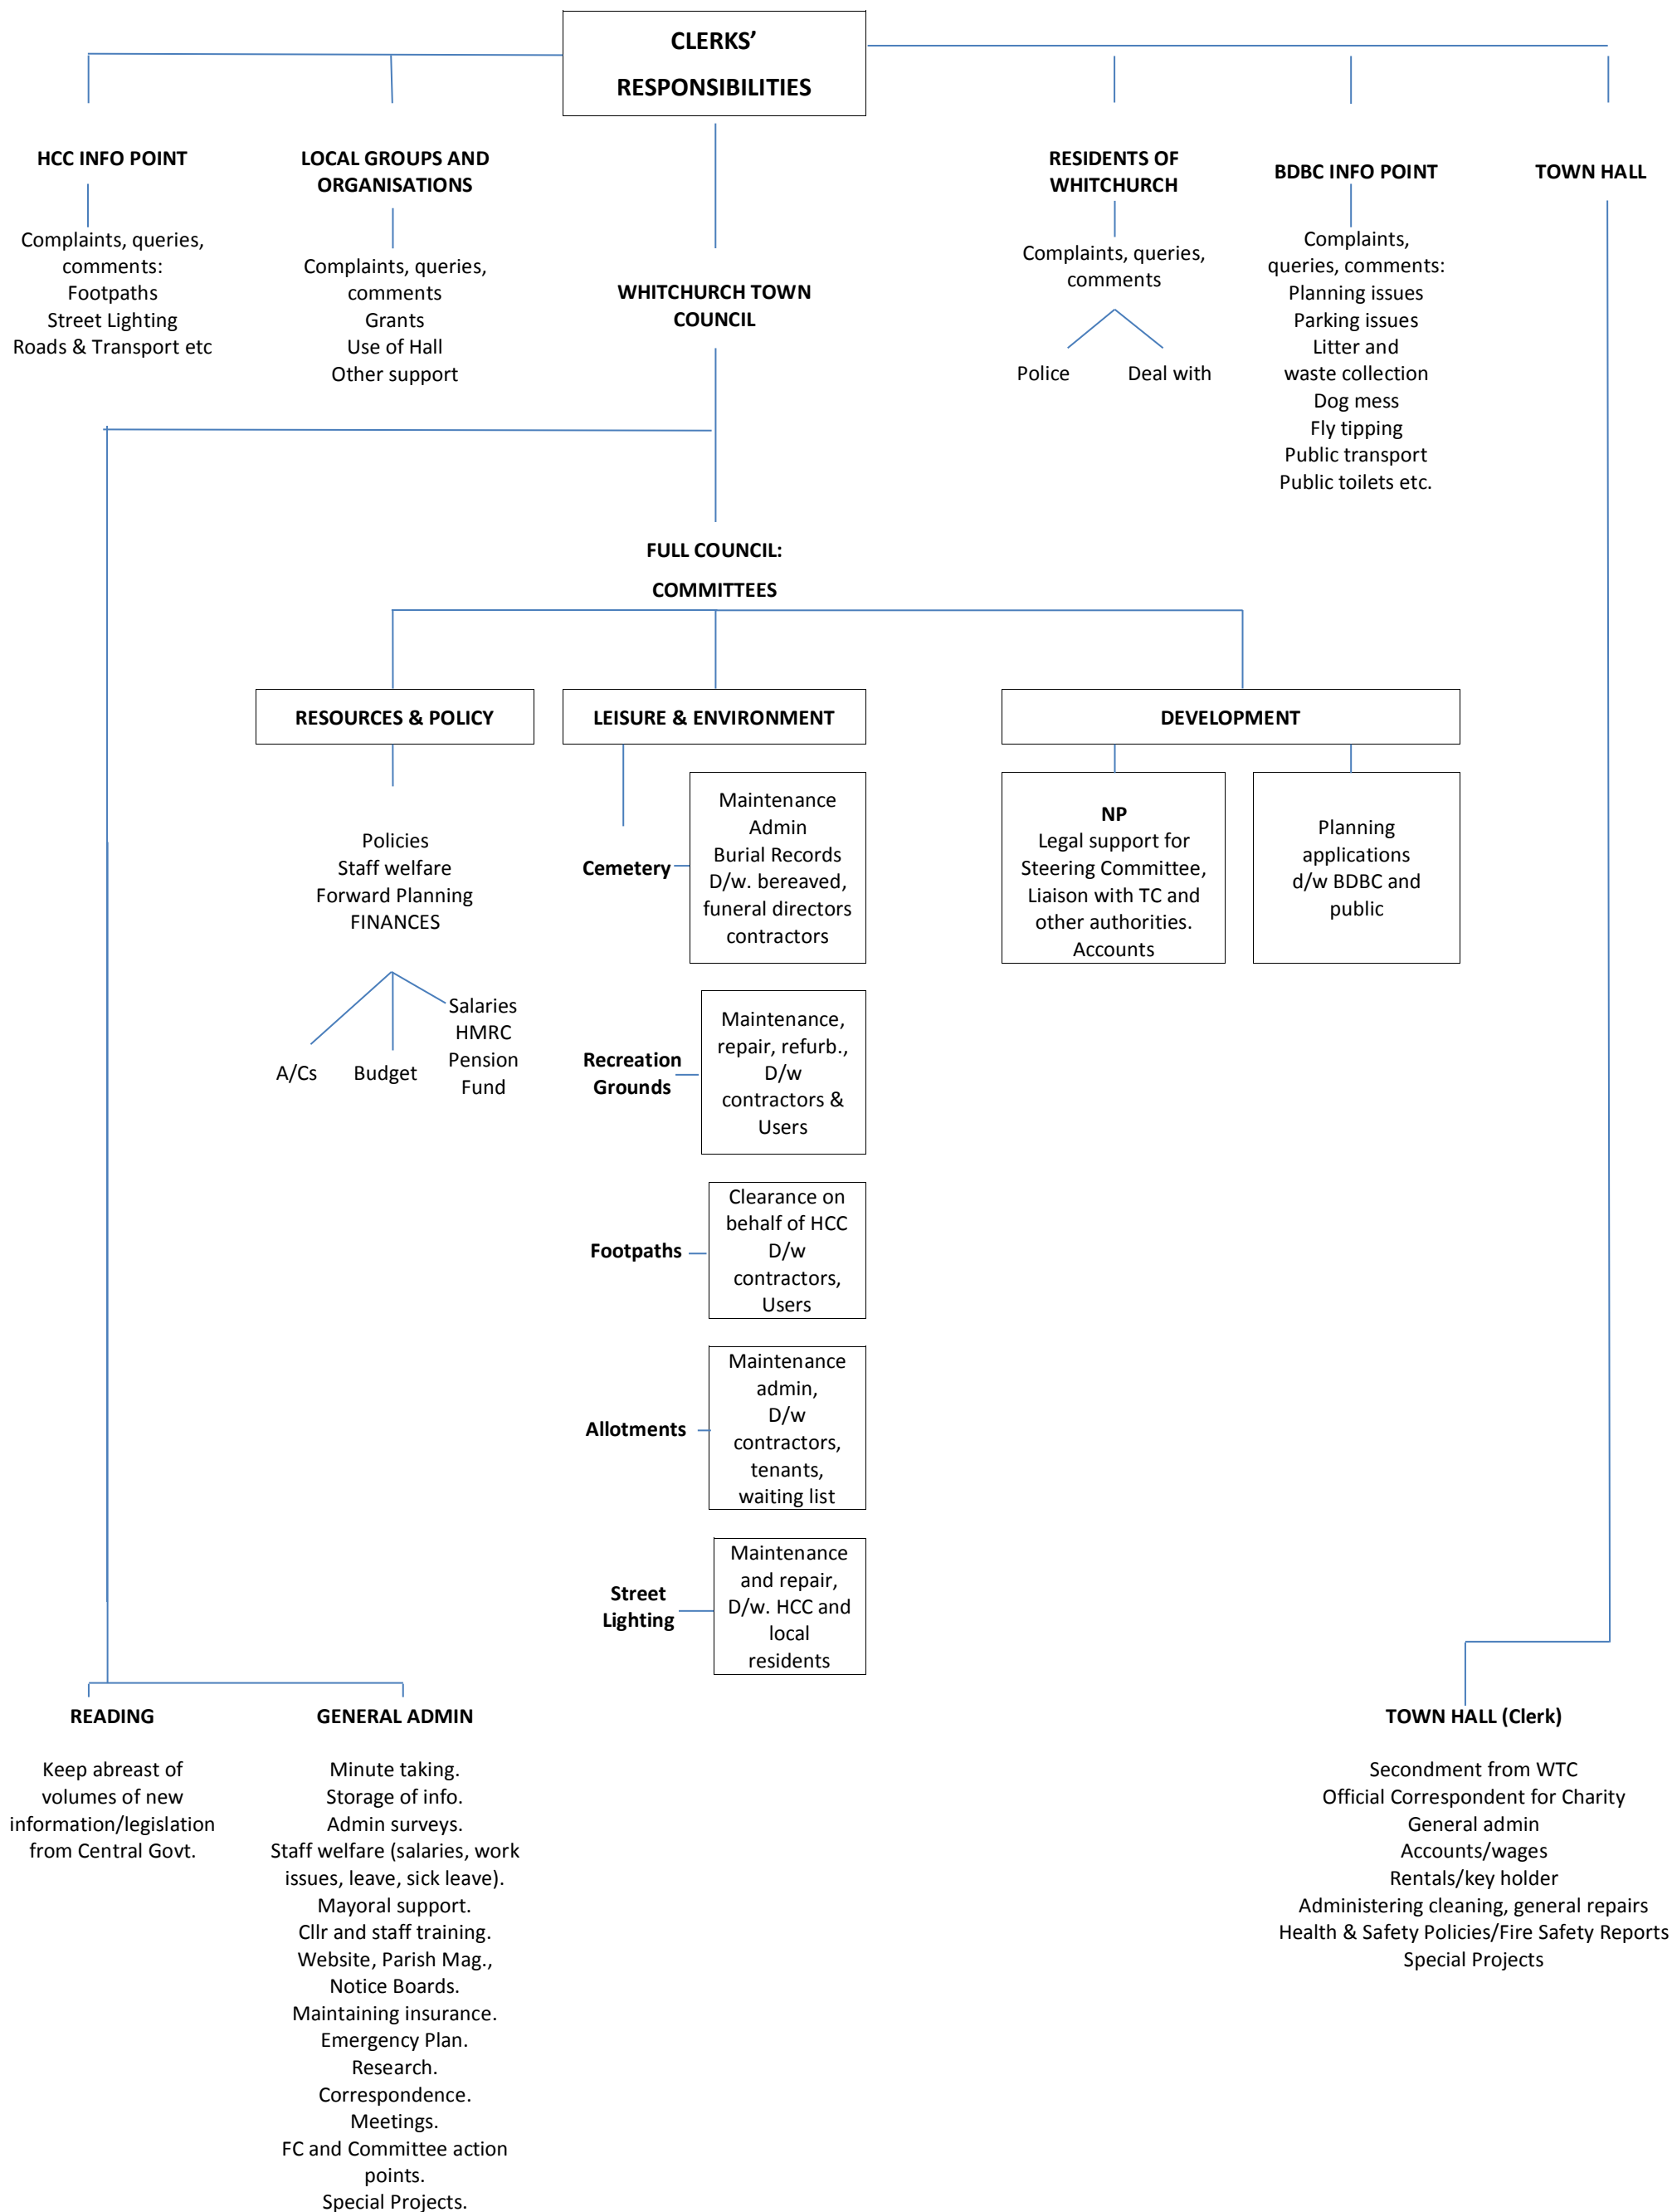 CLERKS’
RESPONSIBILITIES
HCC INFO POINT
Complaints, queries,
comments:
Footpaths
Street Lighting
Roads & Transport etc
LOCAL GROUPS AND
ORGANISATIONS
Complaints, queries,
comments
Grants
Use of Hall
Other support
WHITCHURCH TOWN
COUNCIL
RESIDENTS OF
WHITCHURCH
Complaints, queries,
comments
Police
Deal with
BDBC INFO POINT
Complaints,
queries, comments:
Planning issues
Parking issues
Litter and
waste collection
Dog mess
Fly tipping
Public transport
Public toilets etc.
TOWN HALL
FULL COUNCIL:
COMMITTEES
RESOURCES & POLICY
Policies
Staff welfare
Forward Planning
FINANCES
A/Cs
Budget
Salaries
HMRC
Pension
Fund
LEISURE & ENVIRONMENT
Cemetery
Maintenance
Admin
Burial Records
D/w. bereaved,
funeral directors
contractors
Recreation
Grounds
Maintenance,
repair, refurb.,
D/w
contractors &
Users
Footpaths
Clearance on
behalf of HCC
D/w
contractors,
Users
Allotments
Maintenance
admin,
D/w
contractors,
tenants,
waiting list
Street
Lighting
Maintenance
and repair,
D/w. HCC and
local
residents
DEVELOPMENT
NP
Legal support for
Steering Committee,
Liaison with TC and
other authorities.
Accounts
Planning
applications
d/w BDBC and
public
READING
Keep abreast of
volumes of new
information/legislation
from Central Govt.
GENERAL ADMIN
Minute taking.
Storage of info.
Admin surveys.
Staff welfare (salaries, work
issues, leave, sick leave).
Mayoral support.
Cllr and staff training.
Website, Parish Mag.,
Notice Boards.
Maintaining insurance.
Emergency Plan.
Research.
Correspondence.
Meetings.
FC and Committee action
points.
Special Projects.
TOWN HALL (Clerk)
Secondment from WTC
Official Correspondent for Charity
General admin
Accounts/wages
Rentals/key holder
Administering cleaning, general repairs
Health & Safety Policies/Fire Safety Reports
Special Projects